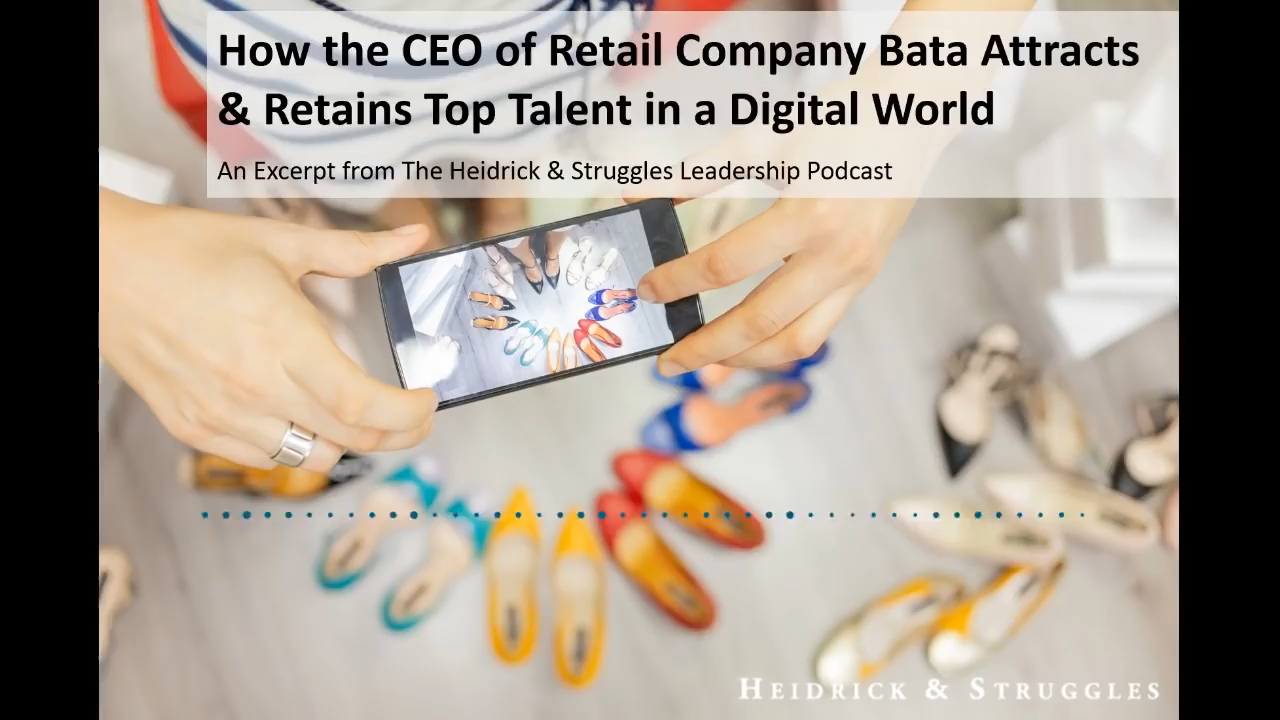 How the CEO of Retail Company Bata Attracts
& Retains Top Talent in a Digital World
An Excerpt from The Heidrick & Struggles Leadership Podcast
HEIDRICK & STRUGGLES